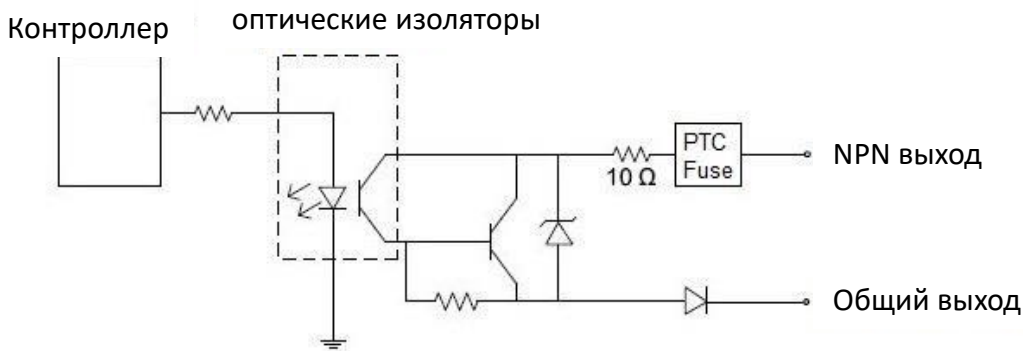 Контроллер
оптические изоляторы
PTC
Fuse
10 Ω
NPN выход
Общий выход